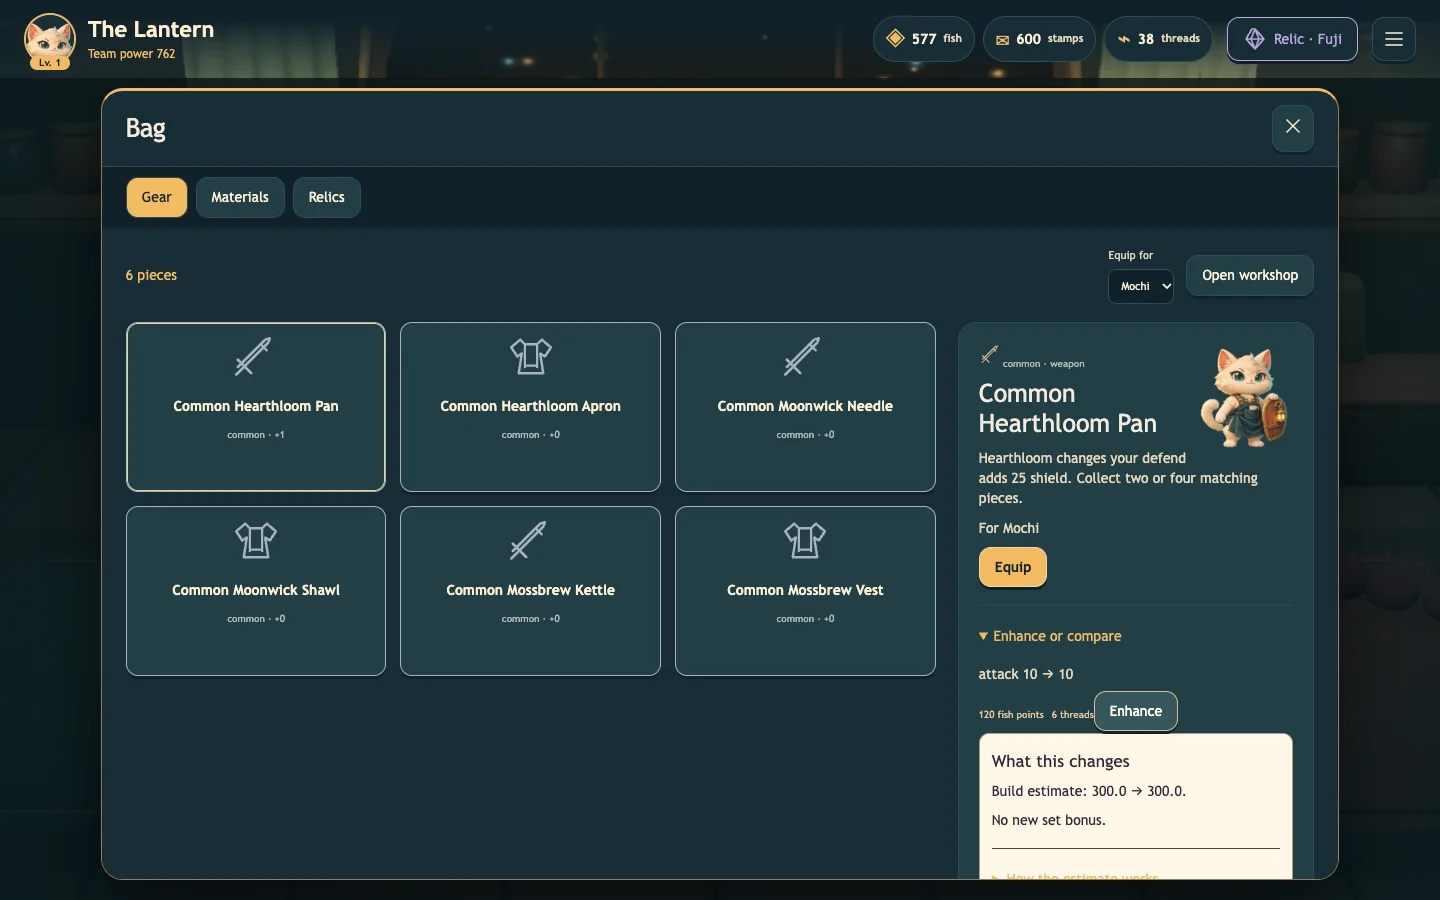 The Lantern
Team power 762
Lv. 1
577 fish
600 stamps
38 threads
Relic · Fuji
Bag
Gear
Materials
Relics
6 pieces
Equip for
Mochi
Open workshop
Common Hearthloom Pan
common · +1
Common Hearthloom Apron
common · +0
Common Moonwick Needle
common · +0
Common Moonwick Shawl
common · +0
Common Mossbrew Kettle
common · +0
Common Mossbrew Vest
common · +0
common · weapon
Common
Hearthloom Pan
Hearthloom changes your defend
adds 25 shield. Collect two or four matching
pieces.
For Mochi
Equip
▼ Enhance or compare
attack 10 → 10
120 fish points 6 threads
Enhance
What this changes
Build estimate: 300.0 → 300.0.
No new set bonus.
How the estimate works